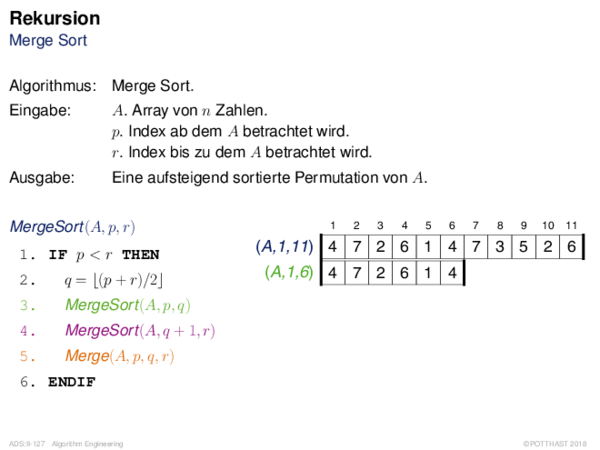 Rekursion
Merge Sort
Algorithmus: Merge Sort.
Eingabe: A. Array von n Zahlen.
p. Index ab dem A betrachtet wird.
r. Index bis zu dem A betrachtet wird.
Ausgabe: Eine aufsteigend sortierte Permutation von A.
MergeSort(A, p, r)
1. IF p < r THEN
2. q = ⌊(p + r)/2⌋
3. MergeSort(A, p, q)
4. MergeSort(A, q + 1, r)
5. Merge(A, p, q, r)
6. ENDIF
1 2 3 4 5 6 7 8 9 10 11
(A,1,11) 4 7 2 6 1 4 7 3 5 2 6
(A,1,6) 4 7 2 6 1 4
ADS:II-127 Algorithm Engineering
© POTTHAST 2018